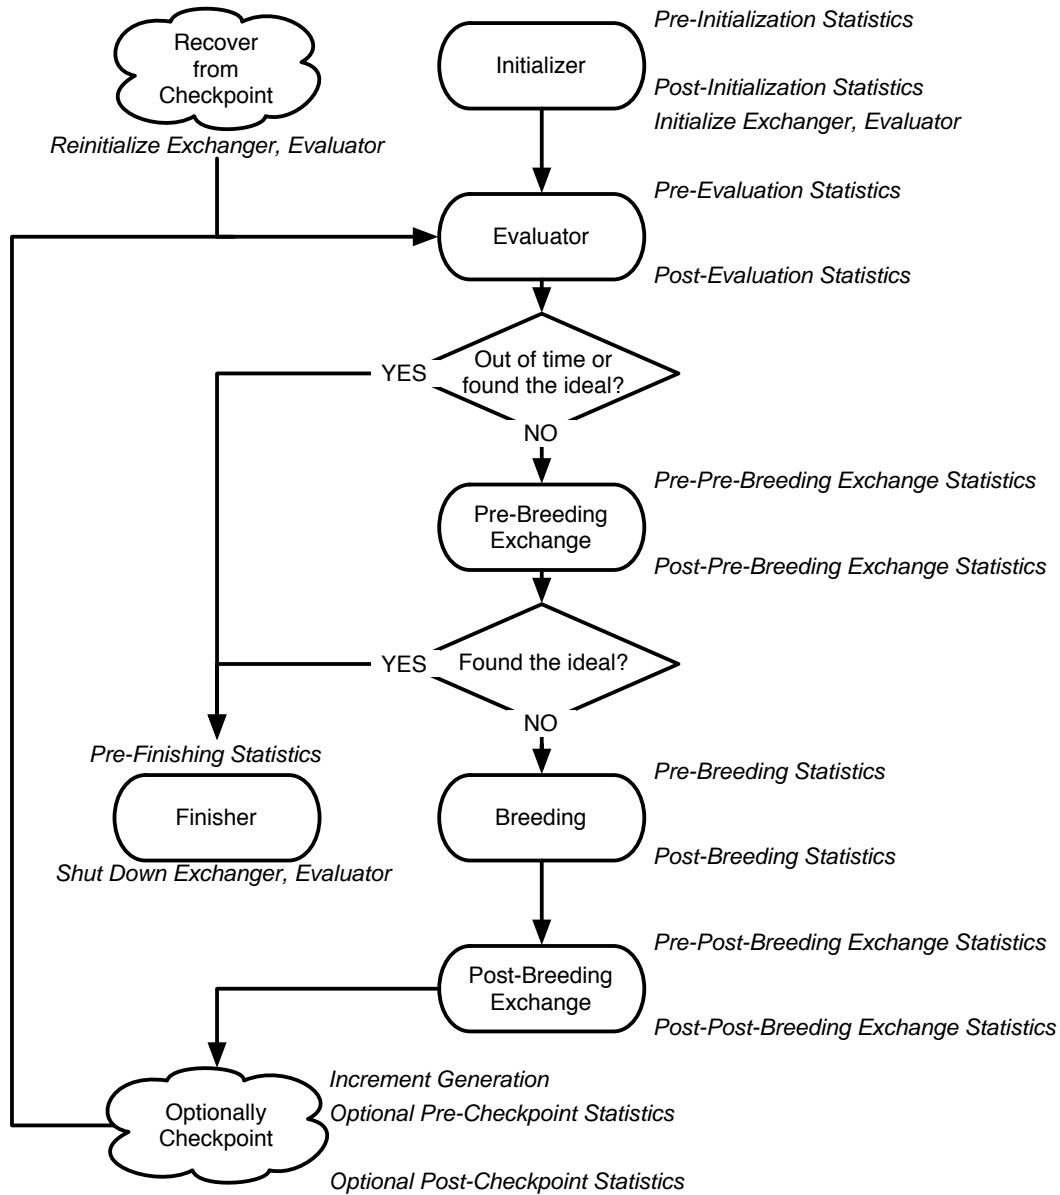 Pre-Initialization Statistics
Recover
from
Checkpoint
Initializer
Post-Initialization Statistics
Initialize Exchanger, Evaluator
Reinitialize Exchanger, Evaluator
Pre-Evaluation Statistics
Evaluator
Post-Evaluation Statistics
Out of time or
found the ideal?
YES
NO
Pre-Pre-Breeding Exchange Statistics
Pre-Breeding
Exchange
Post-Pre-Breeding Exchange Statistics
YES
Found the ideal?
NO
Pre-Finishing Statistics
Pre-Breeding Statistics
Finisher
Breeding
Shut Down Exchanger, Evaluator
Post-Breeding Statistics
Pre-Post-Breeding Exchange Statistics
Post-Breeding
Exchange
Post-Post-Breeding Exchange Statistics
Increment Generation
Optionally
Checkpoint
Optional Pre-Checkpoint Statistics
Optional Post-Checkpoint Statistics